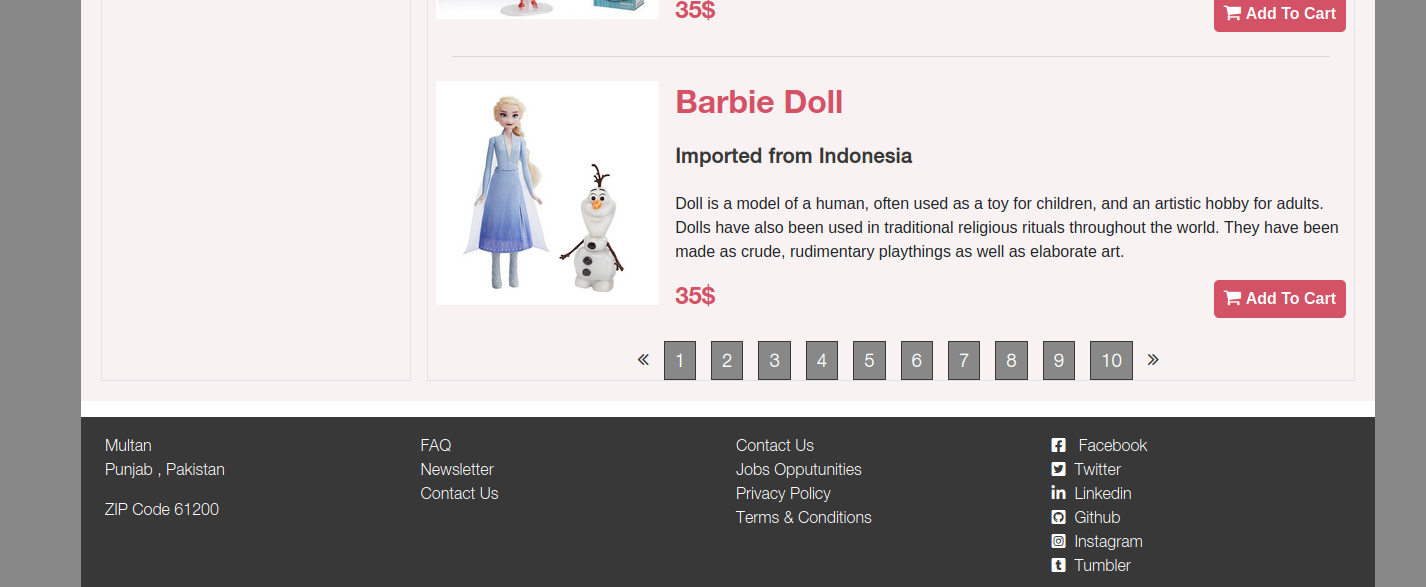 35$
Add To Cart
Barbie Doll
Imported from Indonesia
Doll is a model of a human, often used as a toy for children, and an artistic hobby for adults.
Dolls have also been used in traditional religious rituals throughout the world. They have been
made as crude, rudimentary playthings as well as elaborate art.
35$
Add To Cart
« 1 2 3 4 5 6 7 8 9 10 »
Multan
Punjab , Pakistan
ZIP Code 61200
FAQ
Newsletter
Contact Us
Contact Us
Jobs Opputunities
Privacy Policy
Terms & Conditions
Facebook
Twitter
Linkedin
Github
Instagram
Tumbler